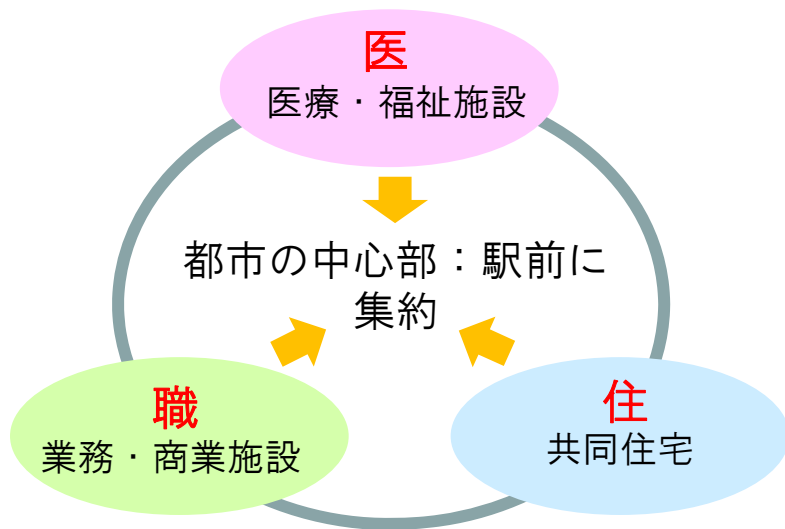 医
医療・福祉施設
都市の中心部：駅前に
集約
職
業務・商業施設
住
共同住宅